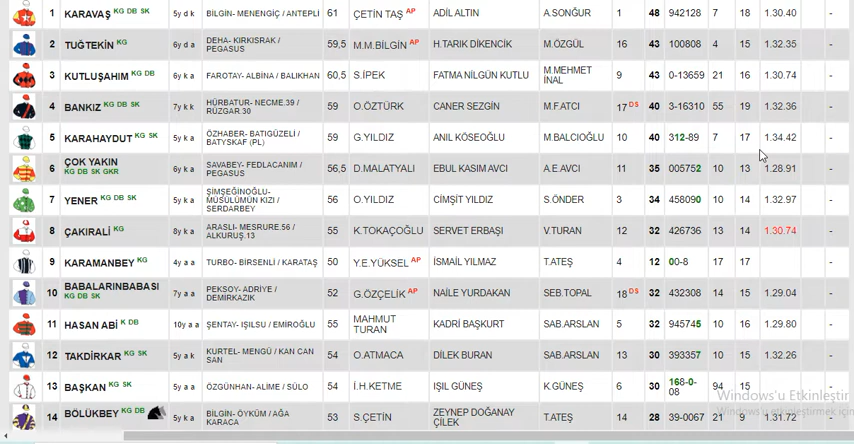 1 KARAVAŞ KG DB SK 5y d k BİLGİN- MENENGİÇ / ANTEPLİ 61 ÇETİN TAŞ AP ADİL ALTIN A.SONĞUR 1 48 942128 7 18 1.30.40 -
2 TUĞTEKİN KG 6y d a DEHA- KIRKISRAK / PEGASUS 59,5 M.M.BİLGİN AP H.TARIK DİKENCİK M.ÖZGÜL 16 43 100808 4 15 1.32.35 -
3 KUTLUŞAHIM KG DB 6y k a FAROTAY- ALBİNA / BALIKHAN 60,5 S.İPEK FATMA NİLGÜN KUTLU M.MEHMET İNAL 9 43 0-13659 21 16 1.30.74 -
4 BANKIZ KG DB SK 7y k k HÜRBATUR- NECME.39 / RÜZGAR.30 59 O.ÖZTÜRK CANER SEZGİN M.FATCI 17 DS 40 3-16310 55 19 1.32.36 -
5 KARAHAYDUT KG SK 5y k a ÖZHABER- BATIGÜZELİ / BATYSKAF (PL) 59 G.YILDIZ ANIL KÖSEOĞLU M.BALCIOĞLU 10 40 312-89 7 17 1.34.42 -
6 ÇOK YAKIN KG DB SK GKR 6y d k SAVABEY- FEDLACANIM / PEGASUS 56,5 D.MALATYALI EBUL KASIM AVCI A.E.AVCI 11 35 005752 10 13 1.28.91 -
7 YENER KG DB SK 5y k a ŞİMŞEĞİNOĞLU- MÜSLÜMÜN KIZI / SERDARBEY 56 O.YILDIZ CİMŞİT YILDIZ S.ÖNDER 3 34 458090 10 14 1.32.97 -
8 ÇAKIRALİ KG 8y k a ARASLI- MESRURE.56 / ALKURUŞ.13 55 K.TOKAÇOĞLU SERVET ERBAŞI V.TURAN 12 32 426736 13 14 1.30.74 -
9 KARAMANBEY KG 4y a a TURBO- BİRSENLİ / KARATAŞ 50 Y.E.YÜKSEL AP İSMAİL YILMAZ T.ATEŞ 4 12 00-8 17 17 -
10 BABALARINBABASI KG DB SK 7y a a PEKSOY- ADRİYE / DEMİRKAZIK 52 G.ÖZÇELİK AP NAİLE YURDAKAN SEB.TOPAL 18 DS 32 432308 14 15 1.29.04 -
11 HASAN ABİ K DB 10y a a ŞENTAY- IŞILSU / EMİROĞLU 55 MAHMUT TURAN KADRİ BAŞKURT SAB.ARSLAN 5 32 945745 10 16 1.29.80 -
12 TAKDİRKAR KG SK 5y a k KURTEL- MENGÜ / KAN CAN SAN 54 O.ATMACA DİLEK BURAN SAB.ARSLAN 13 30 393357 10 15 1.32.26 -
13 BAŞKAN KG SK 5y a a ÖZGÜNHAN- ALİME / SÜLO 54 İ.H.KETME IŞIL GÜNEŞ K.GÜNEŞ 6 30 168-0-08 94 15 -
Windows'u Etkinleştir
14 BÖLÜKBEY KG DB 5y k a BİLGİN- ÖYKÜM / AĞA KARACA 53 S.ÇETİN ZEYNEP DOĞANAY ÇİLEK T.ATEŞ 14 28 39-0067 21 9 1.31.72 -
Windows'u etkinleştirmek için